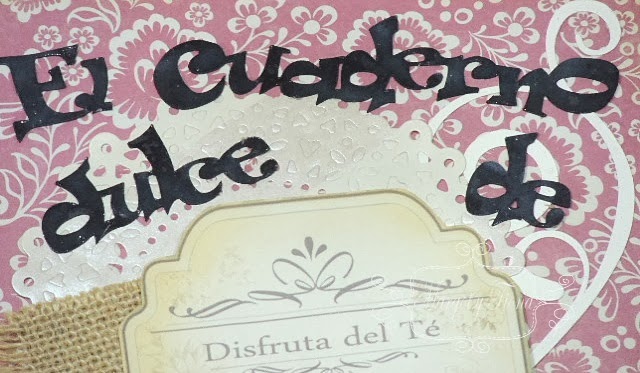 El Cuaderno
dulce de
Disfruta del Té